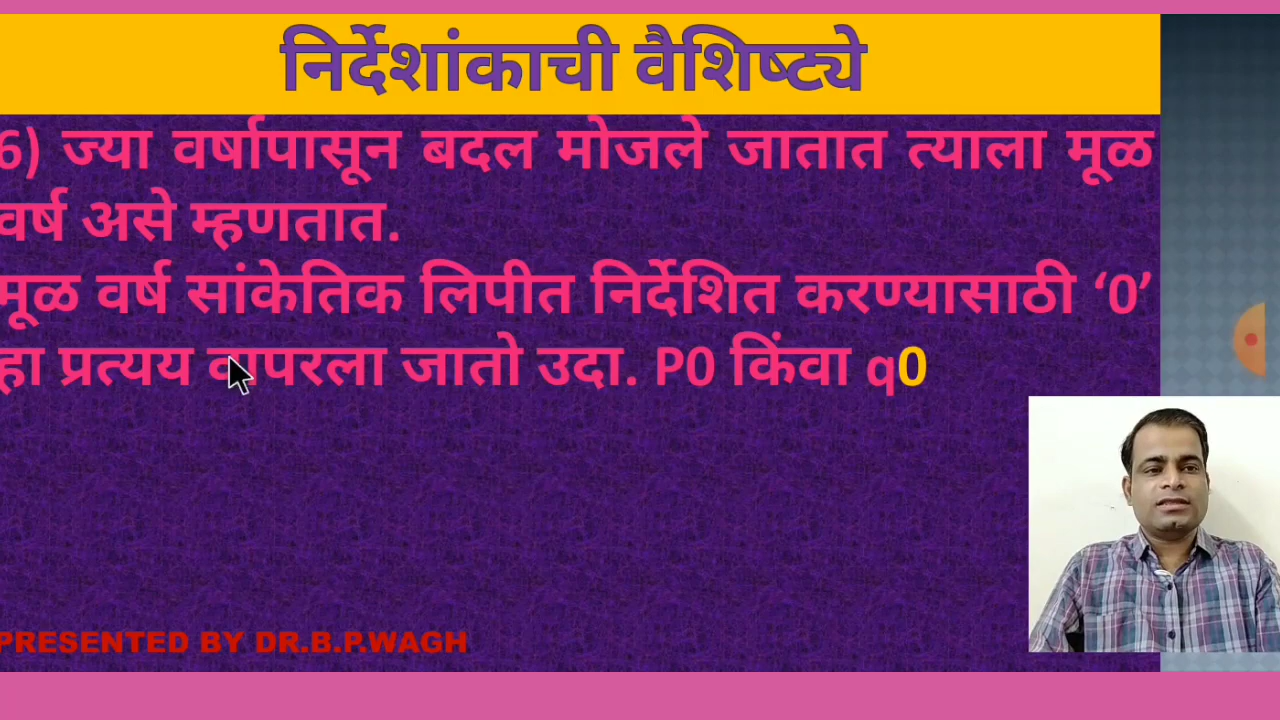 निर्देशांकाची वैशिष्ट्ये
6) ज्या वर्षापासून बदल मोजले जातात त्याला मूळ
वर्ष असे म्हणतात.
मूळ वर्ष सांकेतिक लिपीत निर्देशित करण्यासाठी ‘0’
हा प्रत्यय वापरला जातो उदा. P0 किंवा q0
PRESENTED BY DR.B.P.WAGH